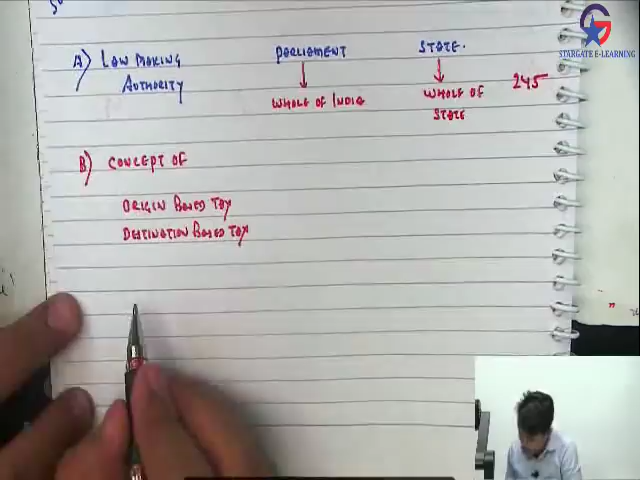 STARGATE E-LEARNING
A) LAW MAKING PARLIAMENT STATE.
AUTHORITY WHOLE OF INDIA WHOLE OF STATE 245
B) CONCEPT OF
ORIGIN BASED TAX
DESTINATION BASED TAX